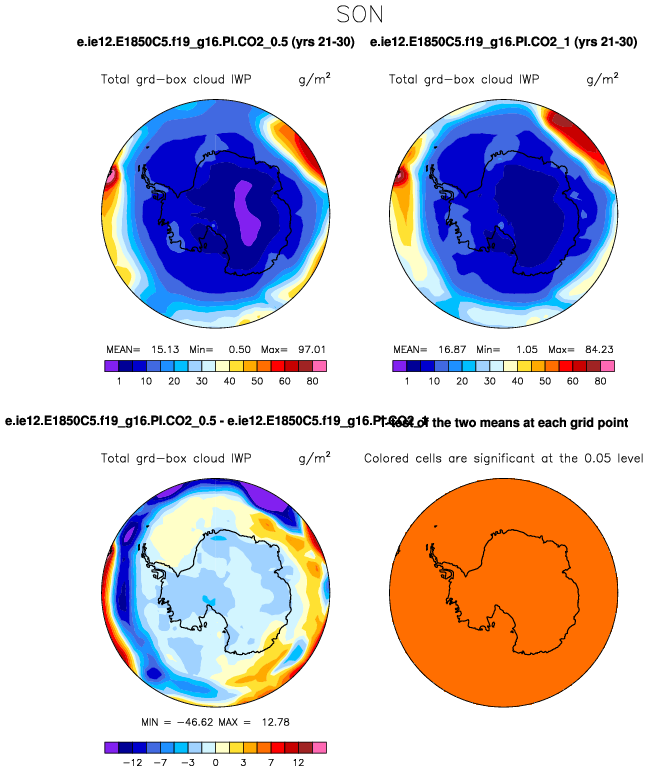 SON
e.ie12.E1850C5.f19_g16.PI.CO2_0.5 (yrs 21-30) e.ie12.E1850C5.f19_g16.PI.CO2_1 (yrs 21-30)
Total grd-box cloud IWP g/m² Total grd-box cloud IWP g/m²
MEAN= 15.13 Min= 0.50 Max= 97.01 MEAN= 16.87 Min= 1.05 Max= 84.23
1 10 20 30 40 50 60 80 1 10 20 30 40 50 60 80
e.ie12.E1850C5.f19_g16.PI.CO2_0.5 - e.ie12.E1850C5.f19_g16.PI.CO2_1 T-test of the two means at each grid point
Total grd-box cloud IWP g/m² Colored cells are significant at the 0.05 level
MIN = -46.62 MAX = 12.78
-12 -7 -3 0 3 7 12